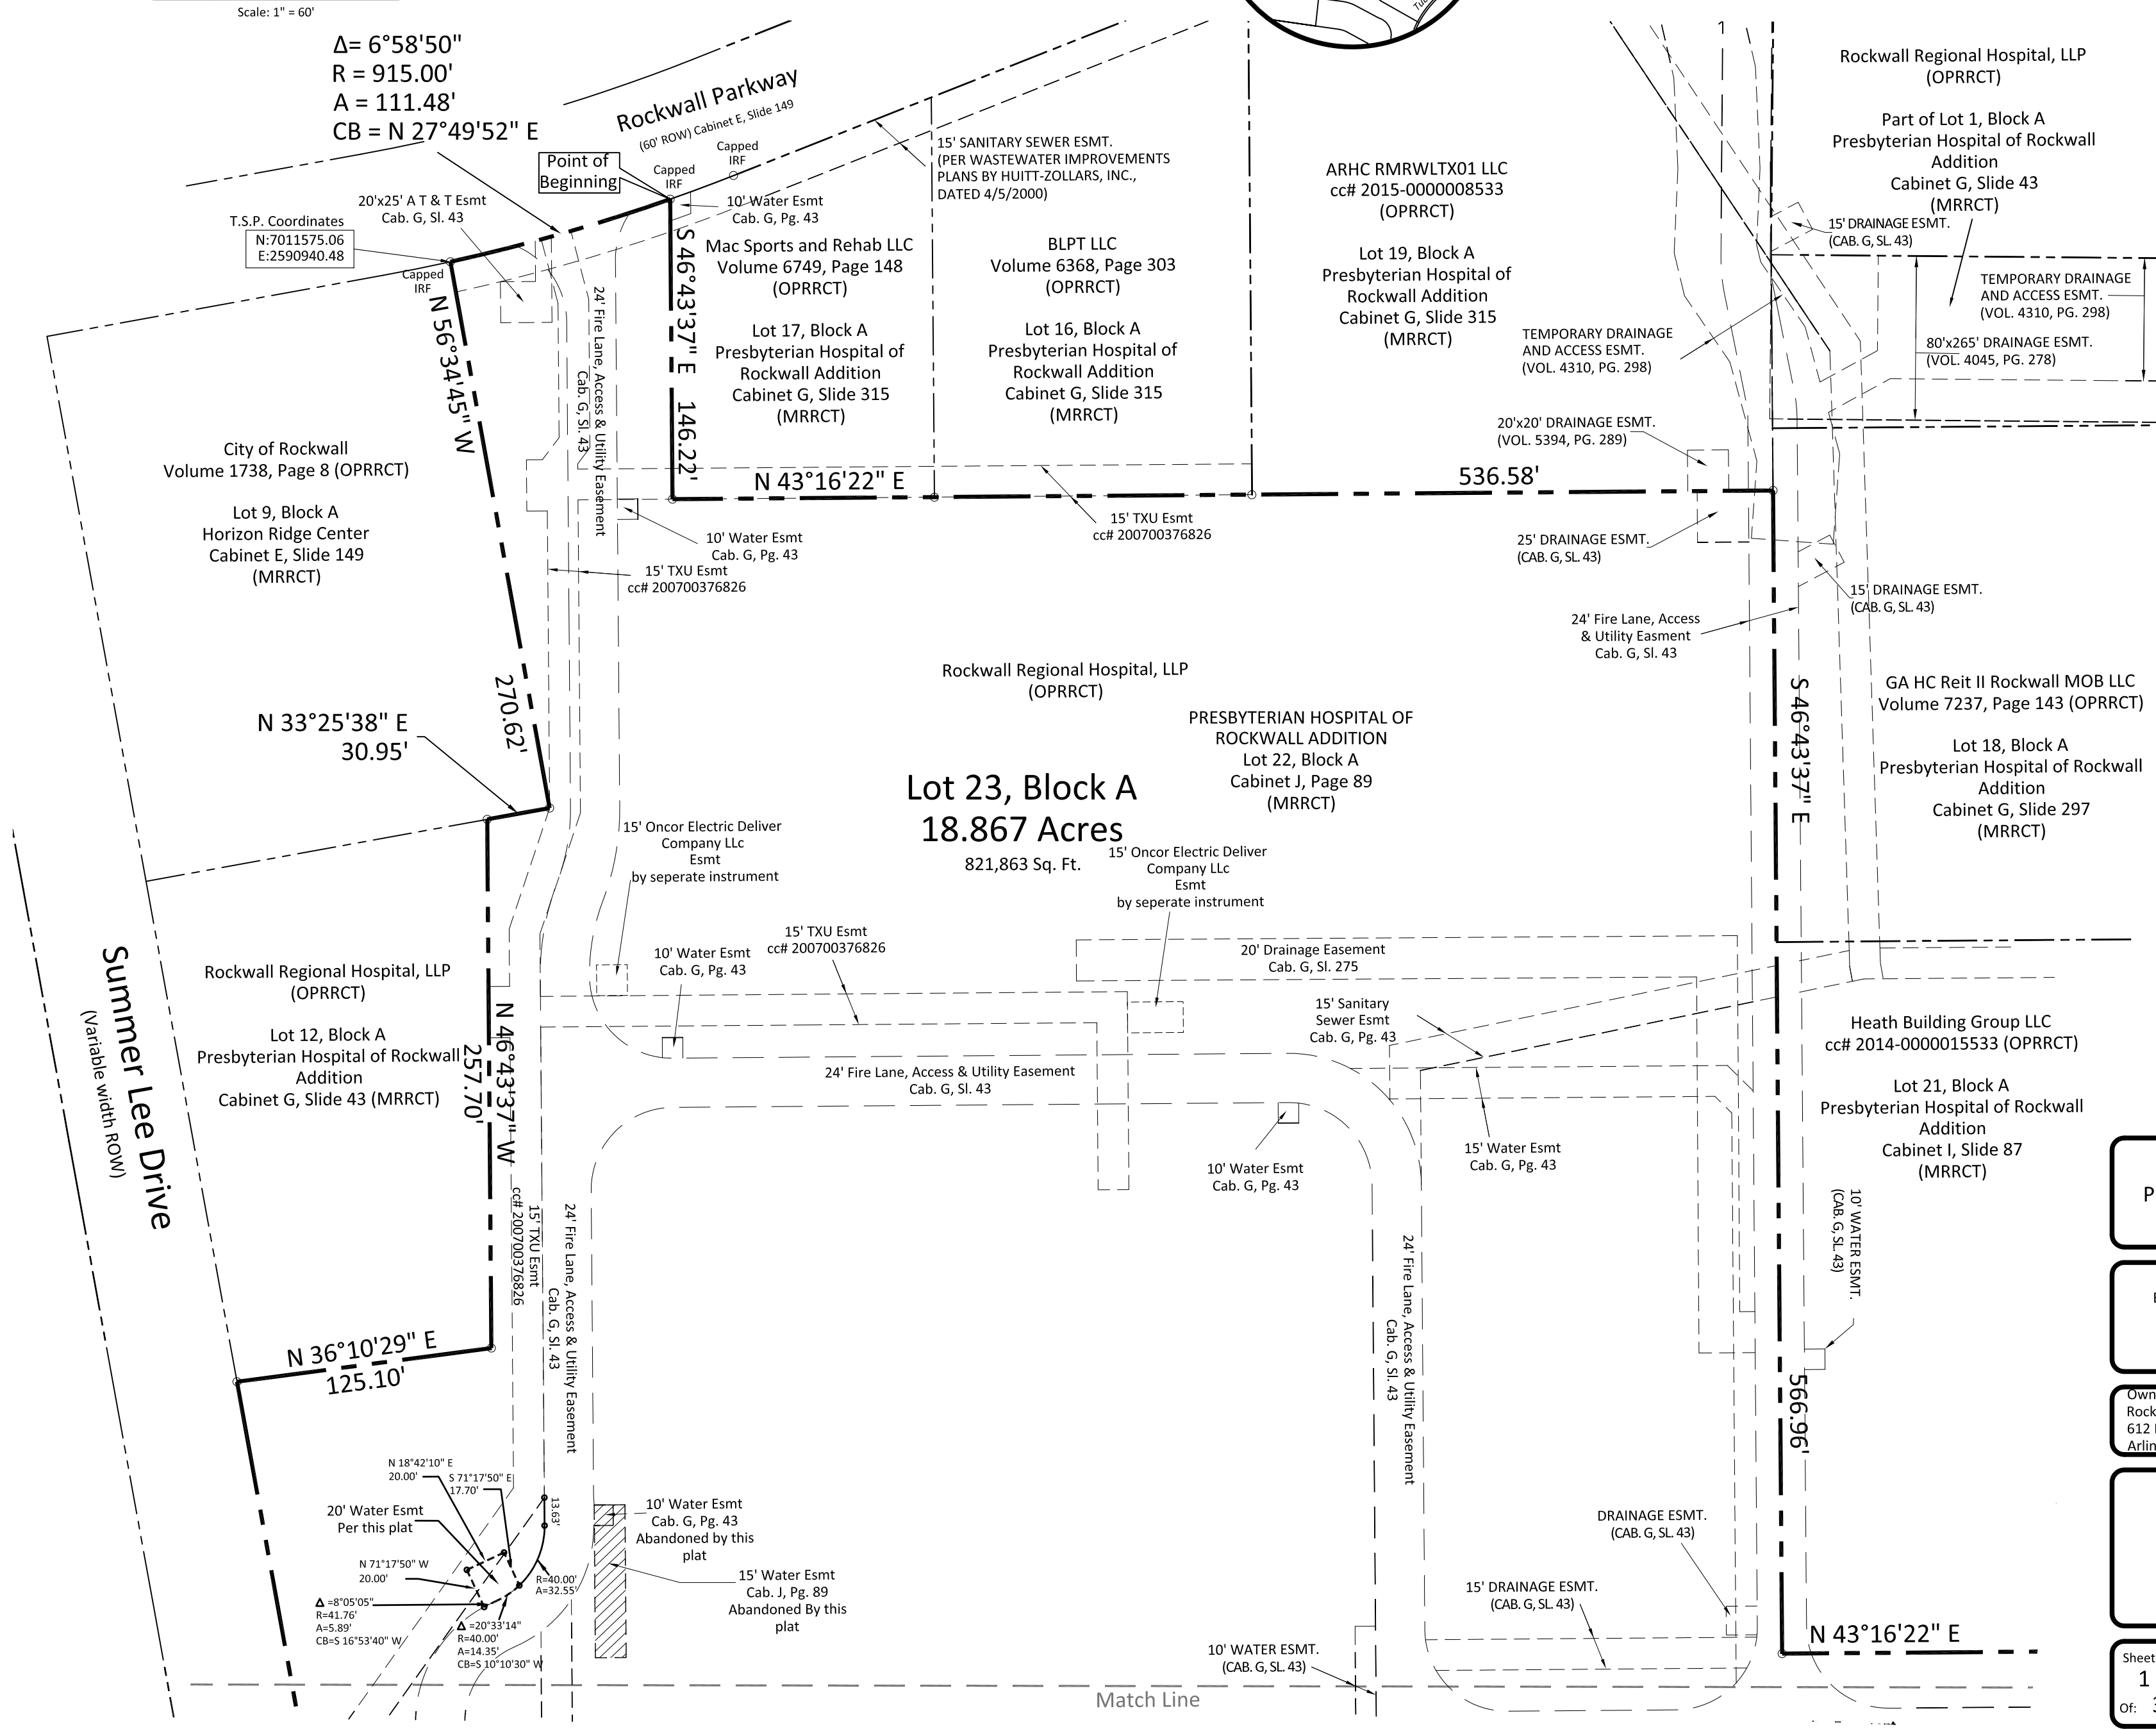 Scale: 1" = 60'
Δ= 6°58'50"
R = 915.00'
A = 111.48'
CB = N 27°49'52" E
Rockwall Parkway
(60' ROW) Cabinet E, Slide 149
Point of
Beginning
Capped
IRF
Capped
IRF
15' SANITARY SEWER ESMT.
(PER WASTEWATER IMPROVEMENTS
PLANS BY HUITT-ZOLLARS, INC.,
DATED 4/5/2000)
20'x25' A T & T Esmt
Cab. G, Sl. 43
T.S.P. Coordinates
N:7011575.06
E:2590940.48
Capped
IRF
10' Water Esmt
Cab. G, Pg. 43
Mac Sports and Rehab LLC
Volume 6749, Page 148
(OPRRCT)
Lot 17, Block A
Presbyterian Hospital of
Rockwall Addition
Cabinet G, Slide 315
(MRRCT)
BLPT LLC
Volume 6368, Page 303
(OPRRCT)
Lot 16, Block A
Presbyterian Hospital of
Rockwall Addition
Cabinet G, Slide 315
(MRRCT)
ARHC RMRWLTX01 LLC
cc# 2015-0000008533
(OPRRCT)
Lot 19, Block A
Presbyterian Hospital of
Rockwall Addition
Cabinet G, Slide 315
(MRRCT)
Rockwall Regional Hospital, LLP
(OPRRCT)
Part of Lot 1, Block A
Presbyterian Hospital of Rockwall
Addition
Cabinet G, Slide 43
(MRRCT)
15' DRAINAGE ESMT.
(CAB. G, SL. 43)
TEMPORARY DRAINAGE
AND ACCESS ESMT.
(VOL. 4310, PG. 298)
80'x265' DRAINAGE ESMT.
(VOL. 4045, PG. 278)
TEMPORARY DRAINAGE
AND ACCESS ESMT.
(VOL. 4310, PG. 298)
20'x20' DRAINAGE ESMT.
(VOL. 5394, PG. 289)
S 46°43'37" E 146.22'
N 56°34'45" W
270.62'
24' Fire Lane, Access & Utility Easement
Cab. G, Sl. 43
City of Rockwall
Volume 1738, Page 8 (OPRRCT)
Lot 9, Block A
Horizon Ridge Center
Cabinet E, Slide 149
(MRRCT)
N 43°16'22" E
536.58'
10' Water Esmt
Cab. G, Pg. 43
15' TXU Esmt
cc# 200700376826
15' TXU Esmt
cc# 200700376826
25' DRAINAGE ESMT.
(CAB. G, SL. 43)
15' DRAINAGE ESMT.
(CAB. G, SL. 43)
24' Fire Lane, Access
& Utility Easment
Cab. G, Sl. 43
S 46°43'37" E
566.96'
Rockwall Regional Hospital, LLP
(OPRRCT)
PRESBYTERIAN HOSPITAL OF
ROCKWALL ADDITION
Lot 22, Block A
Cabinet J, Page 89
(MRRCT)
Lot 23, Block A
18.867 Acres
821,863 Sq. Ft.
GA HC Reit II Rockwall MOB LLC
Volume 7237, Page 143 (OPRRCT)
Lot 18, Block A
Presbyterian Hospital of Rockwall
Addition
Cabinet G, Slide 297
(MRRCT)
N 33°25'38" E
30.95'
15' Oncor Electric Deliver
Company LLc
Esmt
by seperate instrument
15' Oncor Electric Deliver
Company LLc
Esmt
by seperate instrument
10' Water Esmt
Cab. G, Pg. 43
15' TXU Esmt
cc# 200700376826
20' Drainage Easement
Cab. G, Sl. 275
15' Sanitary
Sewer Esmt
Cab. G, Pg. 43
Summer Lee Drive
(Variable width ROW)
Rockwall Regional Hospital, LLP
(OPRRCT)
Lot 12, Block A
Presbyterian Hospital of Rockwall
Addition
Cabinet G, Slide 43 (MRRCT)
N 46°43'37" W
257.70'
24' Fire Lane, Access & Utility Easement
Cab. G, Sl. 43
Heath Building Group LLC
cc# 2014-0000015533 (OPRRCT)
Lot 21, Block A
Presbyterian Hospital of Rockwall
Addition
Cabinet I, Slide 87
(MRRCT)
10' Water Esmt
Cab. G, Pg. 43
15' Water Esmt
Cab. G, Pg. 43
10' WATER ESMT.
(CAB. G, SL. 43)
15' TXU Esmt
cc# 200700376826
24' Fire Lane, Access & Utility Easement
Cab. G, Sl. 43
24' Fire Lane, Access & Utility Easement
Cab. G, Sl. 43
N 36°10'29" E
125.10'
N 18°42'10" E
20.00'
S 71°17'50" E
17.70'
13.63'
20' Water Esmt
Per this plat
N 71°17'50" W
20.00'
Δ =8°05'05"
R=41.76'
A=5.89'
CB=S 16°53'40" W
R=40.00'
A=32.55'
Δ =20°33'14"
R=40.00'
A=14.35'
CB=S 10°10'30" W
10' Water Esmt
Cab. G, Pg. 43
Abandoned by this
plat
15' Water Esmt
Cab. J, Pg. 89
Abandoned By this
plat
DRAINAGE ESMT.
(CAB. G, SL. 43)
15' DRAINAGE ESMT.
(CAB. G, SL. 43)
10' WATER ESMT.
(CAB. G, SL. 43)
N 43°16'22" E
Match Line
Rock
612
Sheet
1
Of: